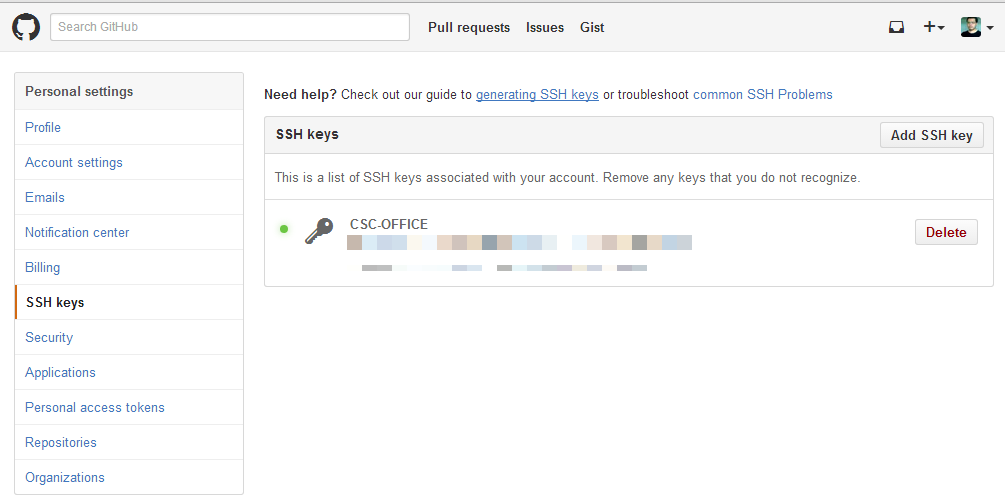 Search GitHub
Pull requests Issues Gist
Personal settings
Profile
Account settings
Emails
Notification center
Billing
SSH keys
Security
Applications
Personal access tokens
Repositories
Organizations
Need help? Check out our guide to generating SSH keys or troubleshoot common SSH Problems
SSH keys
Add SSH key
This is a list of SSH keys associated with your account. Remove any keys that you do not recognize.
CSC-OFFICE
Delete